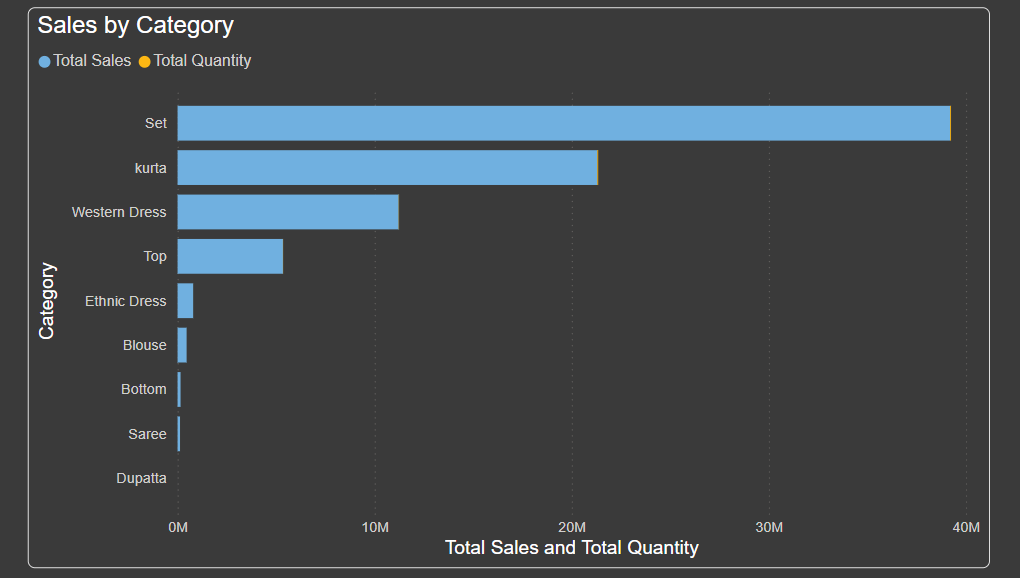 Sales by Category
Total Sales Total Quantity
Category
Set
kurta
Western Dress
Top
Ethnic Dress
Blouse
Bottom
Saree
Dupatta
0M 10M 20M 30M 40M
Total Sales and Total Quantity